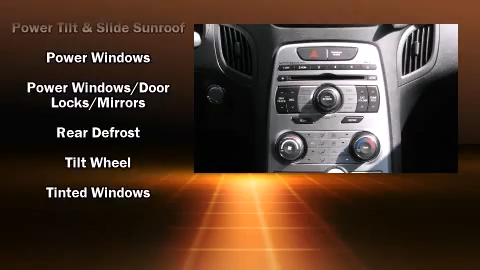 Power Tilt & Slide Sunroof
Power Windows
Power Windows/Door
Locks/Mirrors
Rear Defrost
Tilt Wheel
Tinted Windows